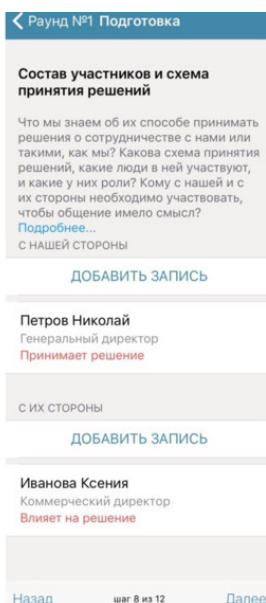 Раунд №1 Подготовка
Состав участников и схема
принятия решений
Что мы знаем об их способе принимать
решения о сотрудничестве с нами или
такими, как мы? Какова схема принятия
решений, какие люди в ней участвуют,
и какие у них роли? Кому с нашей и с
их стороны необходимо участвовать,
чтобы общение имело смысл?
Подробнее...
С НАШЕЙ СТОРОНЫ
ДОБАВИТЬ ЗАПИСЬ
Петров Николай
Генеральный директор
Принимает решение
С ИХ СТОРОНЫ
ДОБАВИТЬ ЗАПИСЬ
Иванова Ксения
Коммерческий директор
Влияет на решение
Назад шаг 8 из 12 Далее